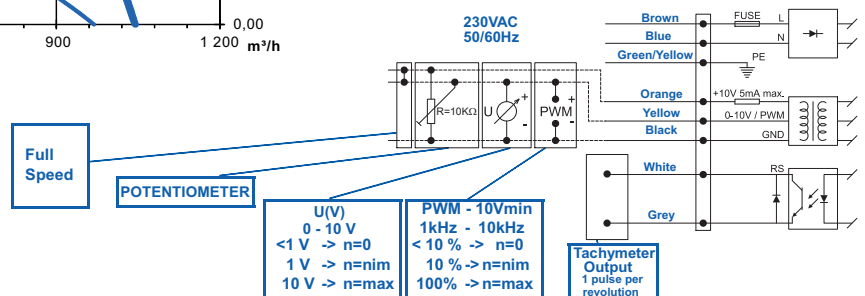 0,00
900
1 200
m³/h
230VAC
50/60Hz
Brown
FUSE
L
Blue
N
Green/Yellow
PE
Orange
+10V 5mA max.
Yellow
0-10V / PWM
Black
GND
White
RS
Grey
R=10KΩ
U
+
-
PWM
+
-
Full
Speed
POTENTIOMETER
U(V)
0 - 10 V
<1 V -> n=0
1 V -> n=nim
10 V -> n=max
PWM - 10Vmin
1kHz - 10kHz
< 10 % -> n=0
10 % -> n=nim
100% -> n=max
Tachymeter
Output
1 pulse per
revolution